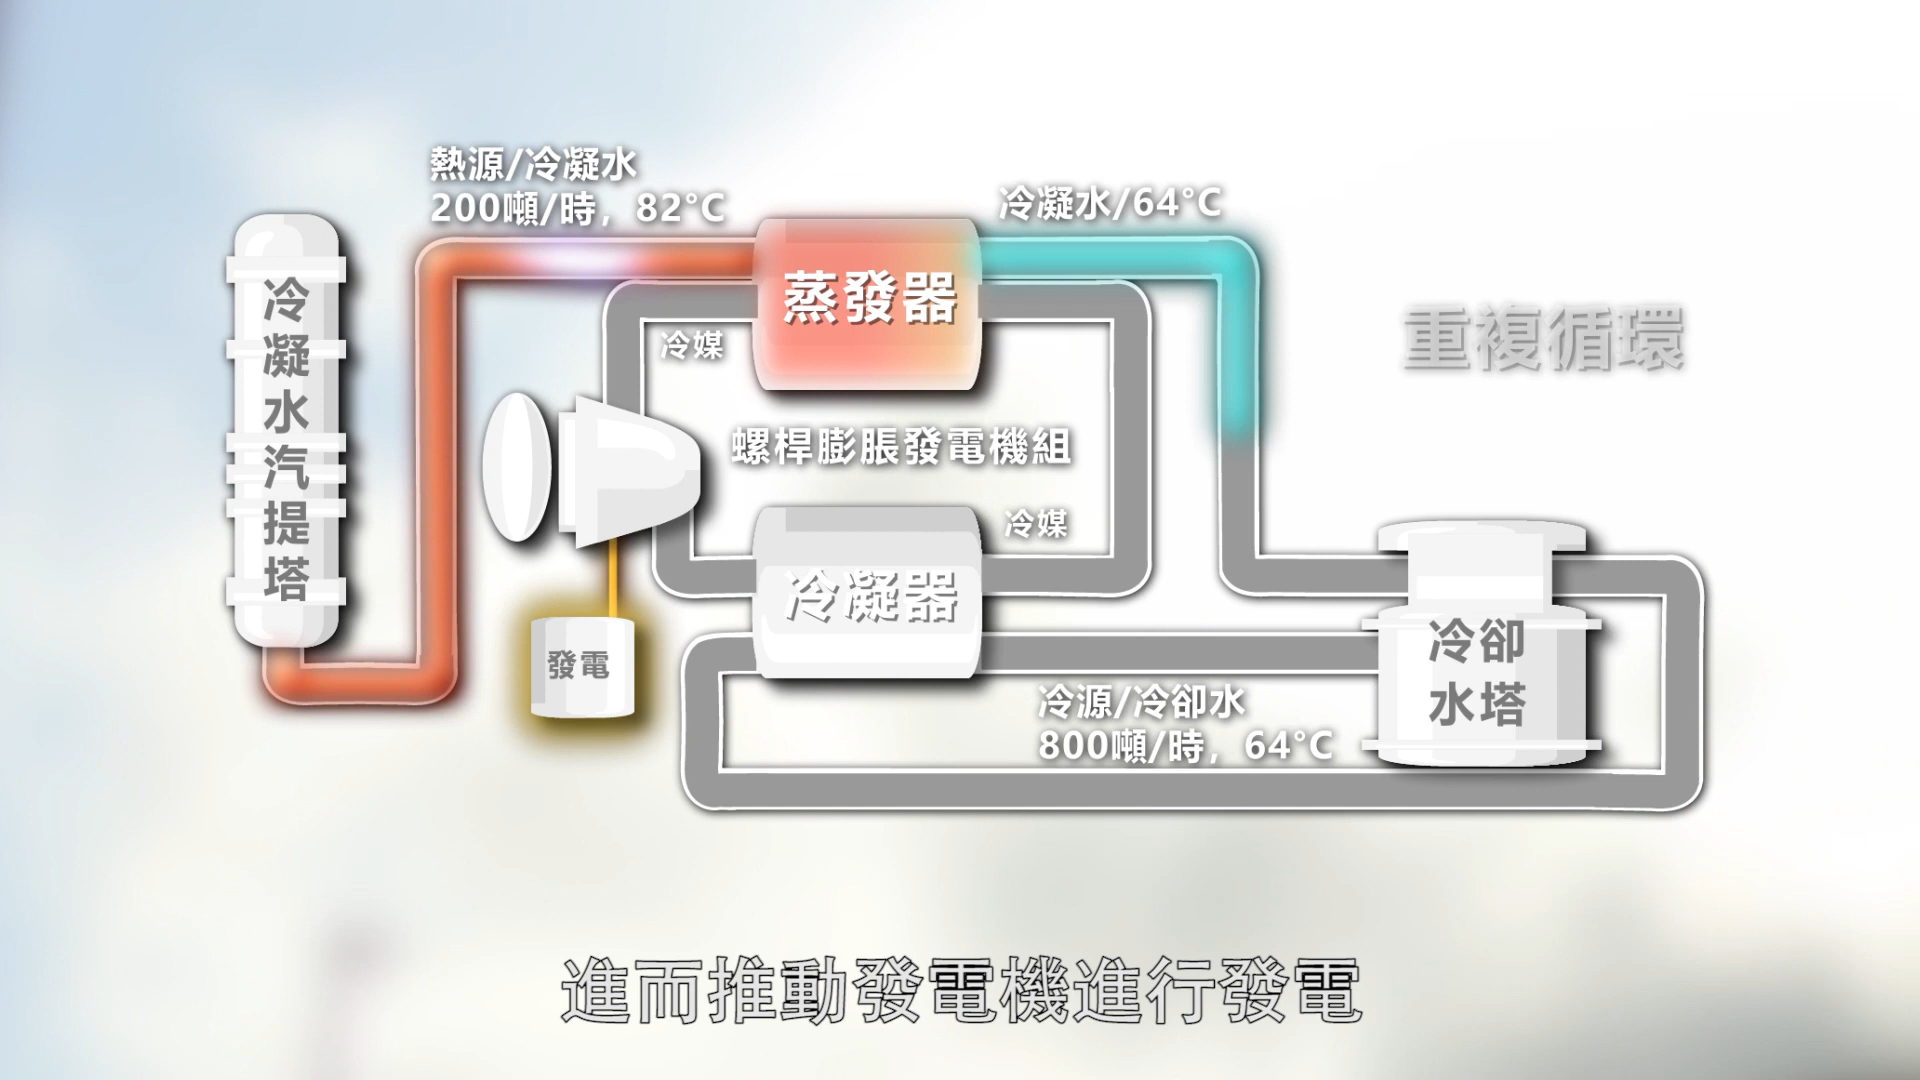 熱源/冷凝水
200噸/時，82°C
冷凝水/64°C
冷凝水汽提塔
蒸發器
冷媒
重複循環
螺桿膨脹發電機組
冷媒
冷凝器
發電
冷卻
水塔
冷源/冷卻水
800噸/時，64°C
進而推動發電機進行發電